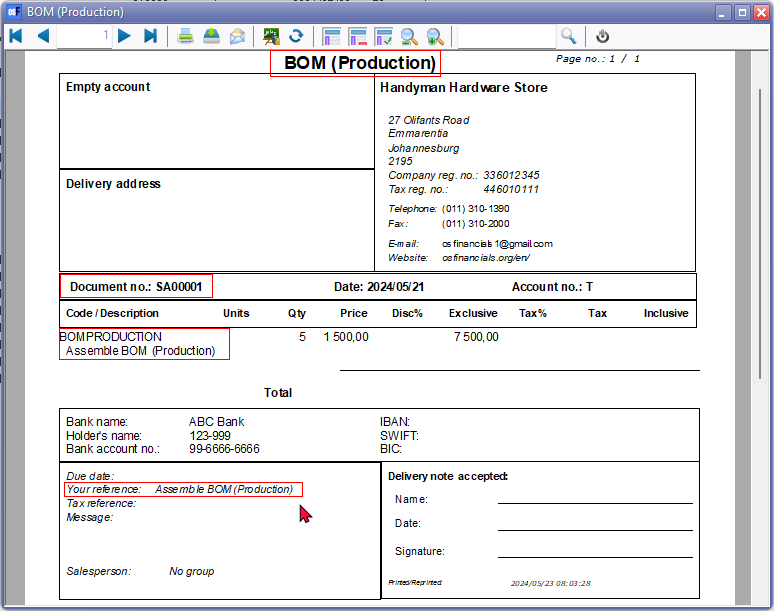 BOM (Production)
1
BOM (Production)
Page no.: 1 / 1
Empty account
Handyman Hardware Store
27 Olifants Road
Emmarentia
Johannesburg
2195
Company reg. no.: 336012345
Tax reg. no.: 446010111
Telephone: (011) 310-1390
Fax: (011) 310-2000
E-mail: osfinancials1@gmail.com
Website: osfinancials.org/en/
Delivery address
Document no.: SA00001 Date: 2024/05/21 Account no.: T
Code / Description Units Qty Price Disc% Exclusive Tax% Tax Inclusive
BOMPRODUCTION 5 1 500,00 7 500,00
Assemble BOM (Production)
Total
Bank name: ABC Bank IBAN:
Holder's name: 123-999 SWIFT:
Bank account no.: 99-6666-6666 BIC:
Due date:
Your reference: Assemble BOM (Production)
Tax reference:
Message:
Salesperson: No group
Delivery note accepted:
Name:
Date:
Signature:
Printed/Reprinted: 2024/05/23 08:03:28